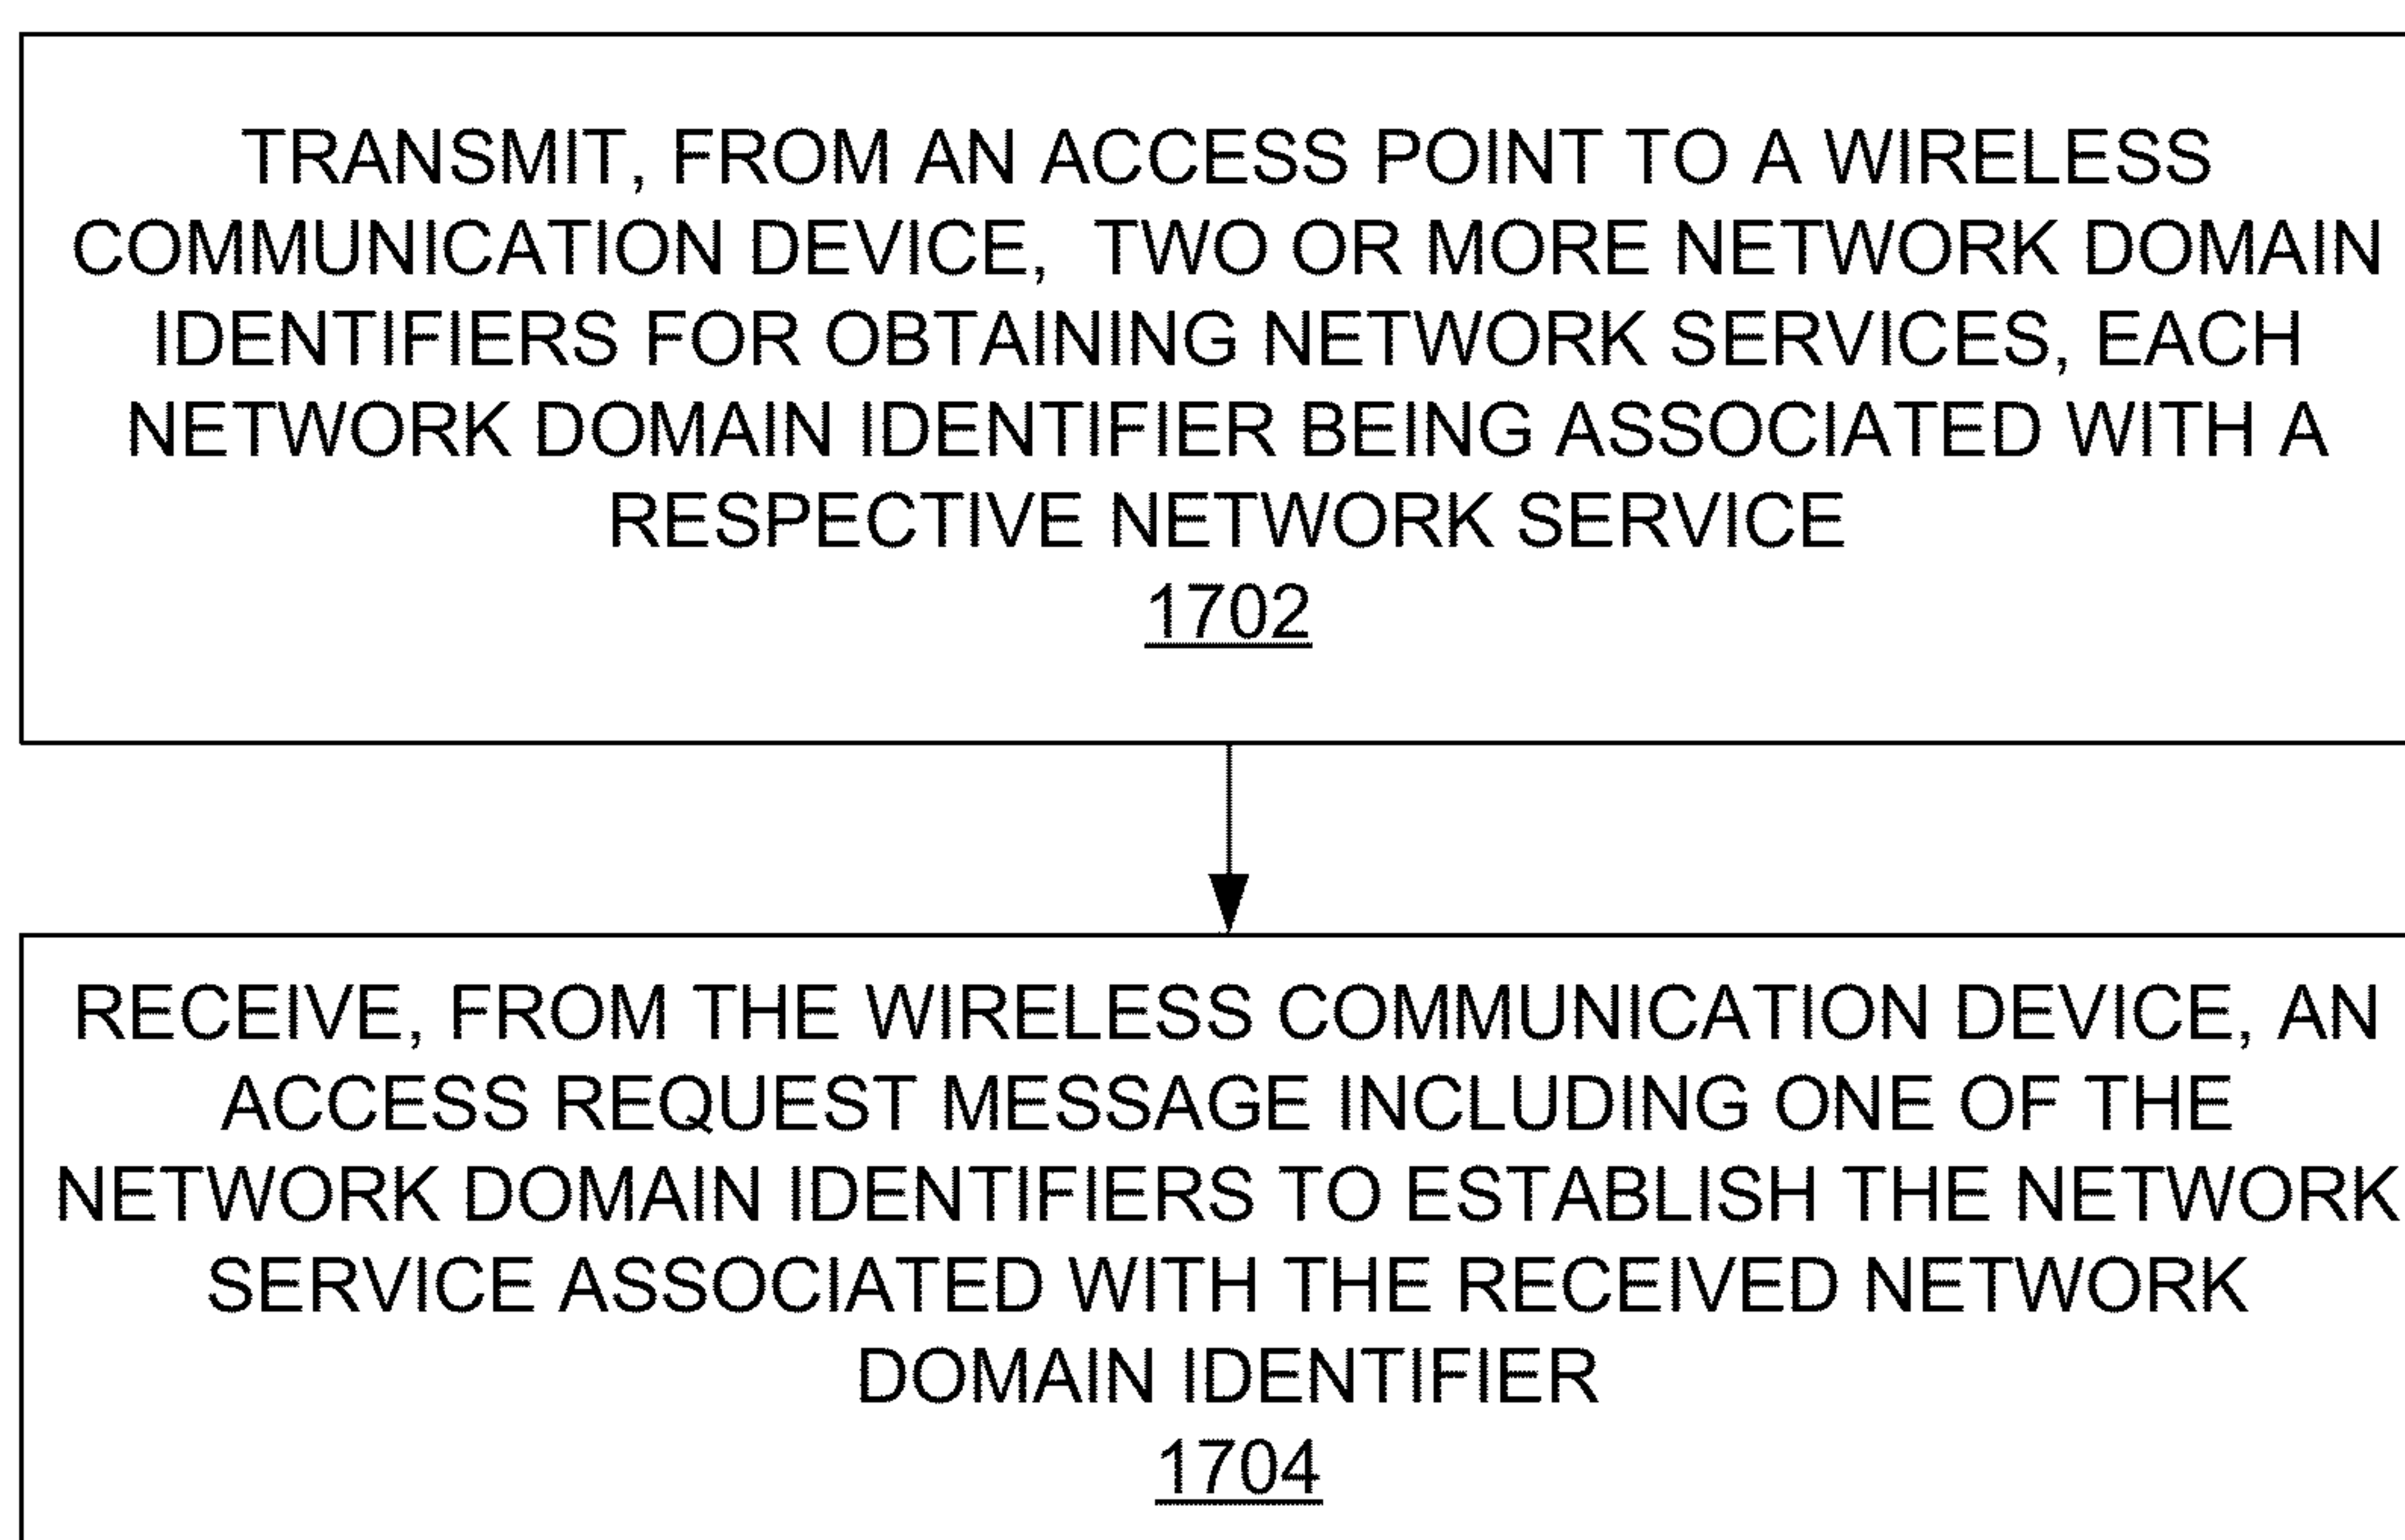 TRANSMIT, FROM AN ACCESS POINT TO A WIRELESS
COMMUNICATION DEVICE, TWO OR MORE NETWORK DOMAIN
IDENTIFIERS FOR OBTAINING NETWORK SERVICES, EACH
NETWORK DOMAIN IDENTIFIER BEING ASSOCIATED WITH A
RESPECTIVE NETWORK SERVICE
1702
RECEIVE, FROM THE WIRELESS COMMUNICATION DEVICE, AN
ACCESS REQUEST MESSAGE INCLUDING ONE OF THE
NETWORK DOMAIN IDENTIFIERS TO ESTABLISH THE NETWORK
SERVICE ASSOCIATED WITH THE RECEIVED NETWORK
DOMAIN IDENTIFIER
1704